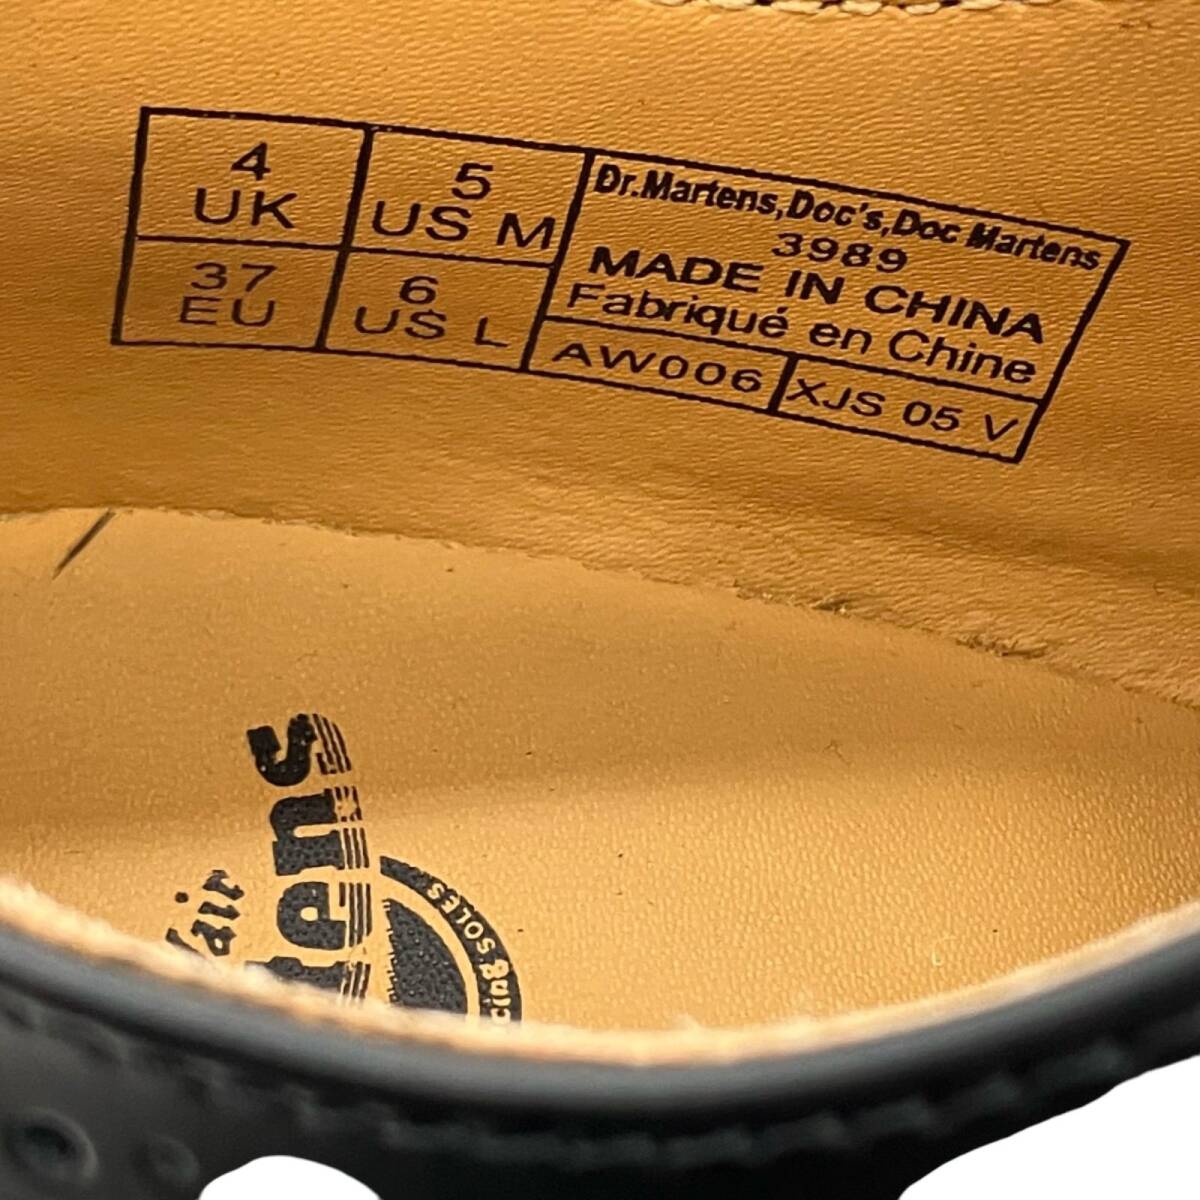 4
UK
5
US M
37
EU
6
US L
Dr.Martens,Doc's,Doc Martens
3989
MADE IN CHINA
Fabriqué en Chine
AW006
XJS 05 V
SOLES